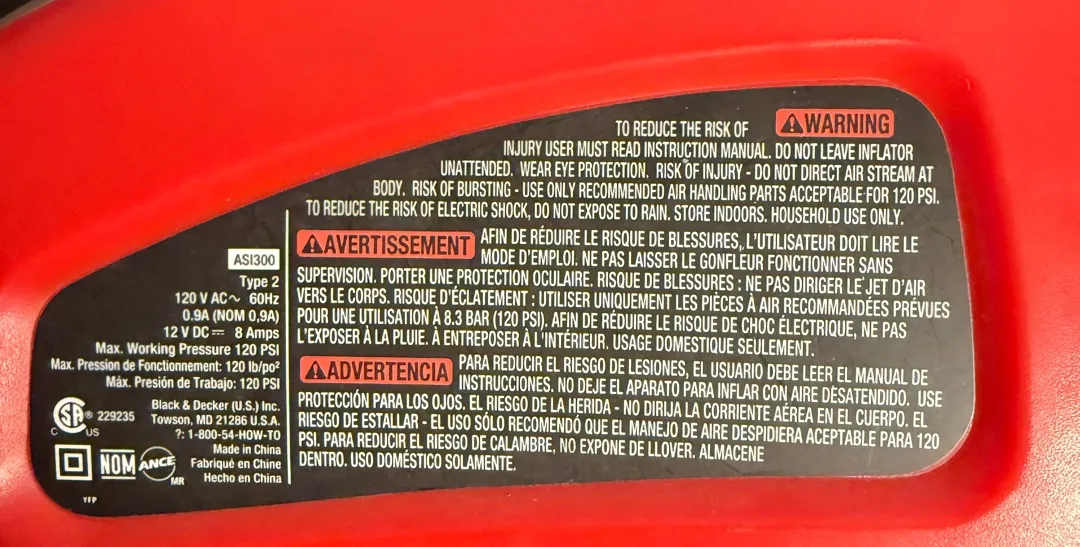 TO REDUCE THE RISK OF ⚠WARNING
INJURY USER MUST READ INSTRUCTION MANUAL. DO NOT LEAVE INFLATOR
UNATTENDED. WEAR EYE PROTECTION. RISK OF INJURY - DO NOT DIRECT AIR STREAM AT
BODY. RISK OF BURSTING - USE ONLY RECOMMENDED AIR HANDLING PARTS ACCEPTABLE FOR 120 PSI.
TO REDUCE THE RISK OF ELECTRIC SHOCK, DO NOT EXPOSE TO RAIN. STORE INDOORS. HOUSEHOLD USE ONLY.
⚠AVERTISSEMENT AFIN DE RÉDUIRE LE RISQUE DE BLESSURES, L'UTILISATEUR DOIT LIRE LE
MODE D'EMPLOI. NE PAS LAISSER LE GONFLEUR FONCTIONNER SANS
SUPERVISION. PORTER UNE PROTECTION OCULAIRE. RISQUE DE BLESSURES : NE PAS DIRIGER LE JET D'AIR
VERS LE CORPS. RISQUE D'ÉCLATEMENT : UTILISER UNIQUEMENT LES PIÈCES À AIR RECOMMANDÉES PRÉVUES
POUR UNE UTILISATION À 8.3 BAR (120 PSI). AFIN DE RÉDUIRE LE RISQUE DE CHOC ÉLECTRIQUE, NE PAS
L'EXPOSER À LA PLUIE. À ENTREPOSER À L'INTÉRIEUR. USAGE DOMESTIQUE SEULEMENT.
⚠ADVERTENCIA PARA REDUCIR EL RIESGO DE LESIONES, EL USUARIO DEBE LEER EL MANUAL DE
INSTRUCCIONES. NO DEJE EL APARATO PARA INFLAR CON AIRE DESATENDIDO. USE
PROTECCIÓN PARA LOS OJOS. EL RIESGO DE LA HERIDA - NO DIRIJA LA CORRIENTE AÉREA EN EL CUERPO. EL
RIESGO DE ESTALLAR - EL USO SÓLO RECOMENDÓ QUE EL MANEJO DE AIRE DESPIDIERA ACEPTABLE PARA 120
PSI. PARA REDUCIR EL RIESGO DE CALAMBRE, NO EXPONE DE LLOVER. ALMACENE
DENTRO. USO DOMÉSTICO SOLAMENTE.
ASI300
Type 2
120 V AC~ 60Hz
0.9A (NOM 0,9A)
12 V DC⎓ 8 Amps
Max. Working Pressure 120 PSI
Max. Pression de Fonctionnement: 120 lb/po²
Máx. Presión de Trabajo: 120 PSI
C SA® US 229235
Black & Decker (U.S.) Inc.
Towson, MD 21286 U.S.A.
?: 1-800-54-HOW-TO
Made in China
Fabriqué en Chine
Hecho en China
NOM ANCE MR
YFP